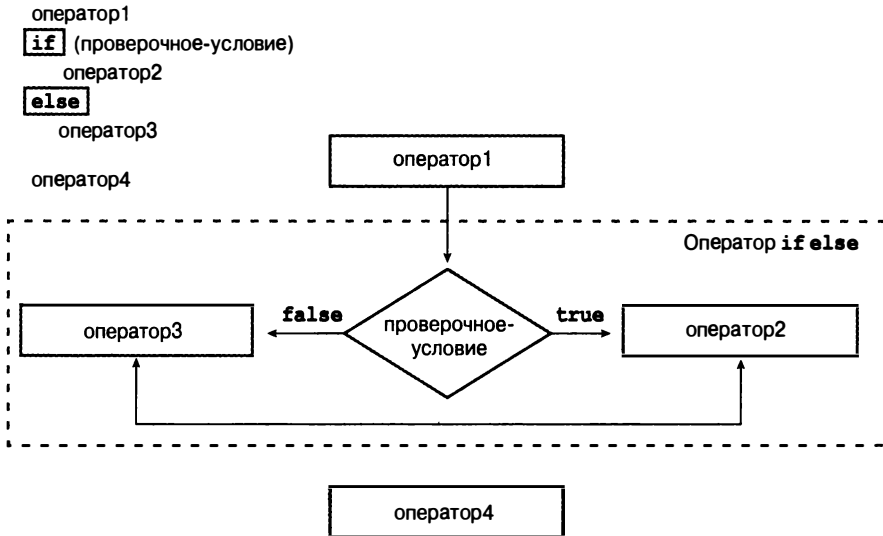 оператор1
if (проверочное-условие)
оператор2
else
оператор3
оператор4
оператор1
Оператор if else
false
true
оператор3
проверочное-
условие
оператор2
оператор4